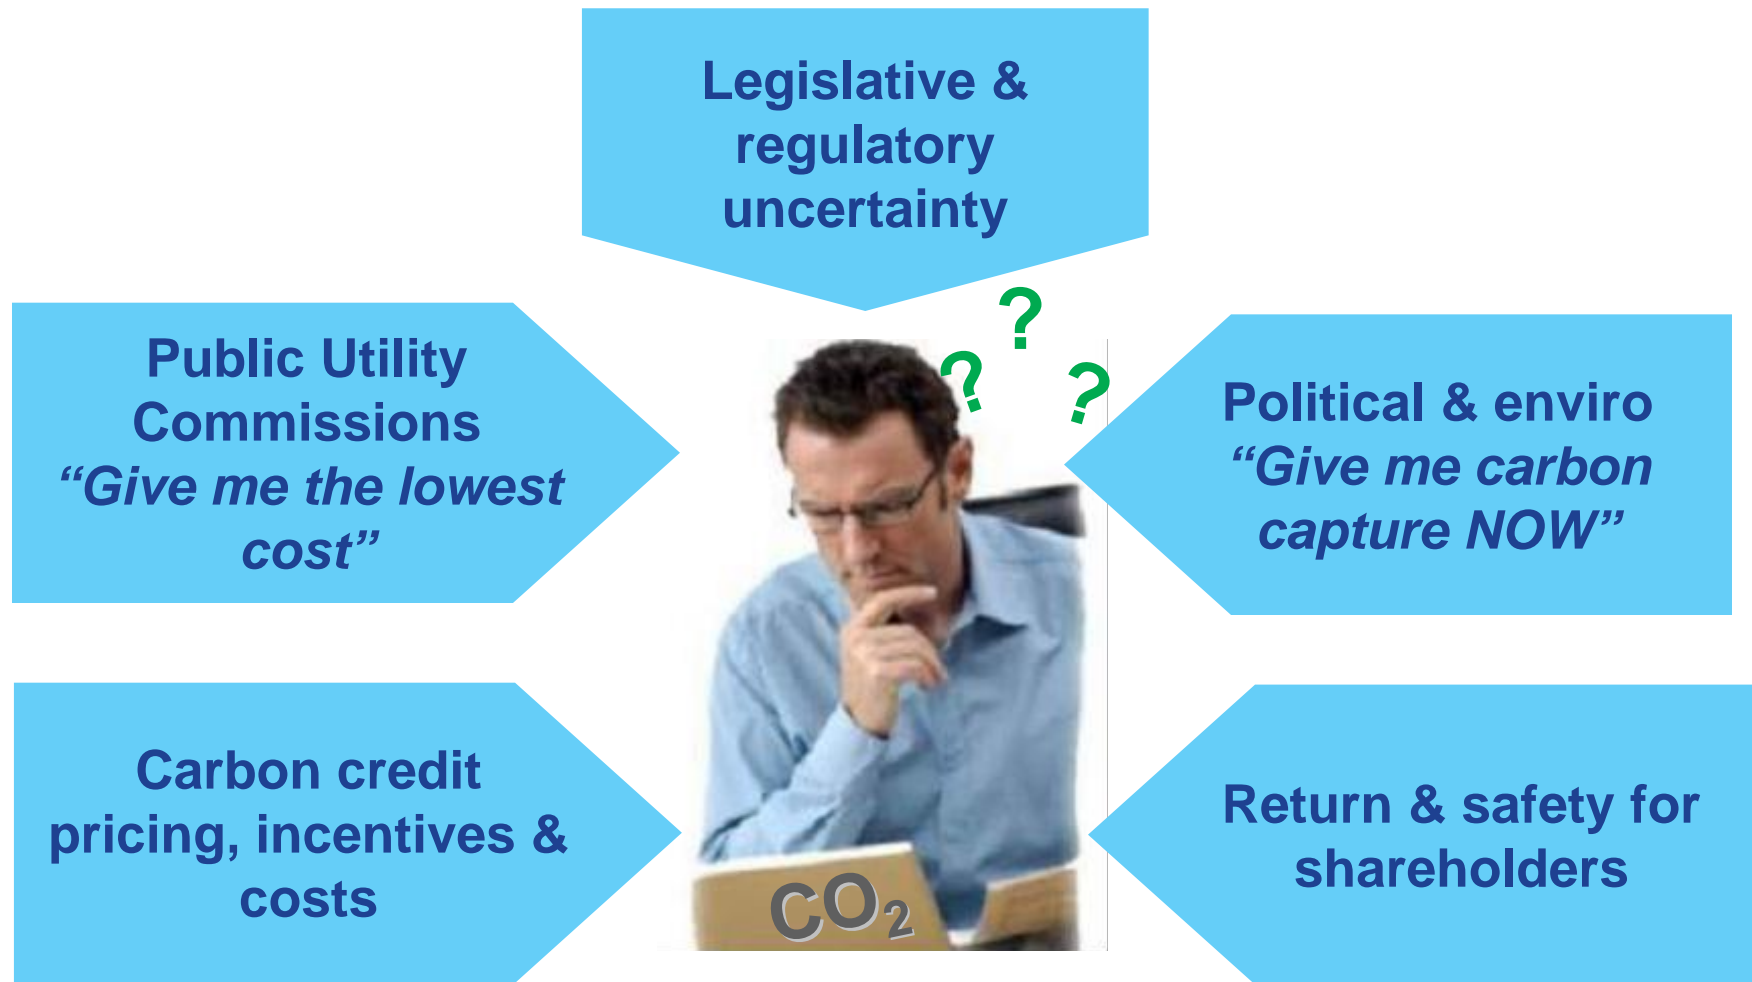 Legislative &
regulatory
uncertainty
?
?
?
Public Utility
Commissions
“Give me the lowest
cost”
Political & enviro
“Give me carbon
capture NOW”
Carbon credit
pricing, incentives &
costs
Return & safety for
shareholders
CO₂